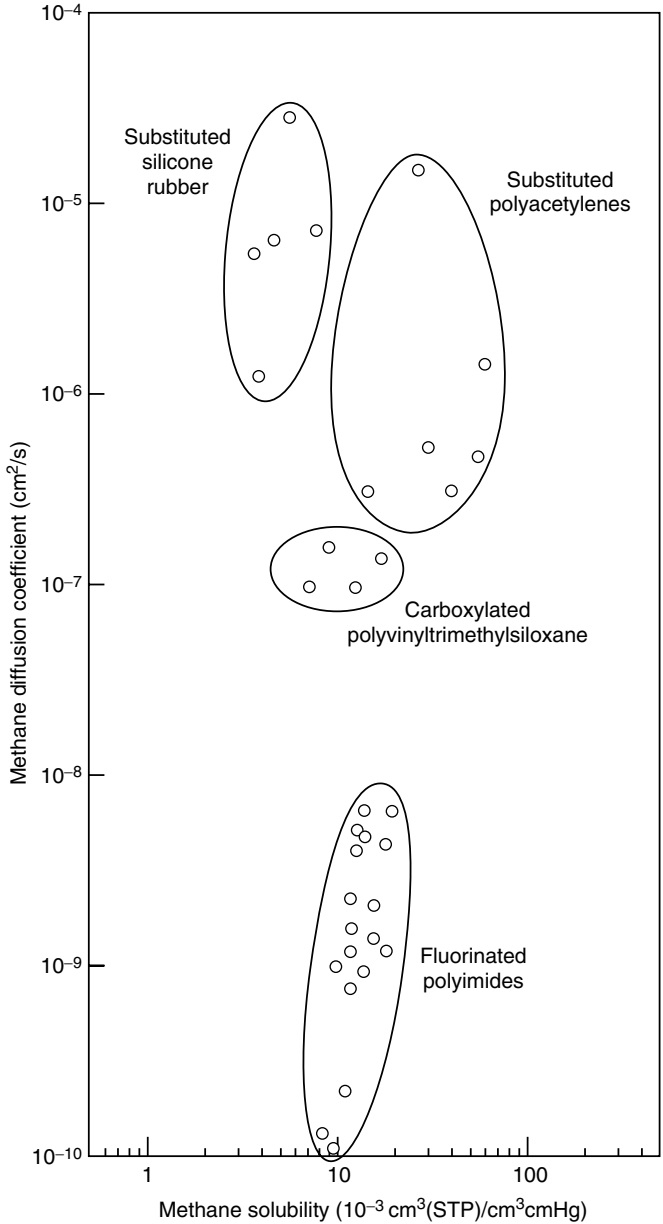 10⁻⁴
Substituted
silicone
rubber
Substituted
polyacetylenes
10⁻⁵
10⁻⁶
Methane diffusion coefficient (cm²/s)
10⁻⁷
Carboxylated
polyvinyltrimethylsiloxane
10⁻⁸
Fluorinated
polyimides
10⁻⁹
10⁻¹⁰
1 10 100
Methane solubility (10⁻³ cm³(STP)/cm³cmHg)